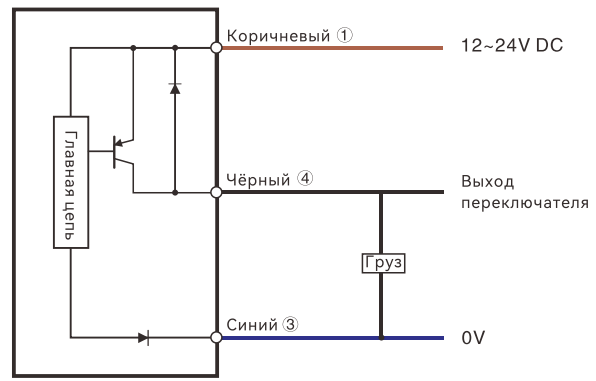 Коричневый ①
12~24V DC
Главная цепь
Чёрный ④
Выход
переключателя
Груз
Синий ③
0V